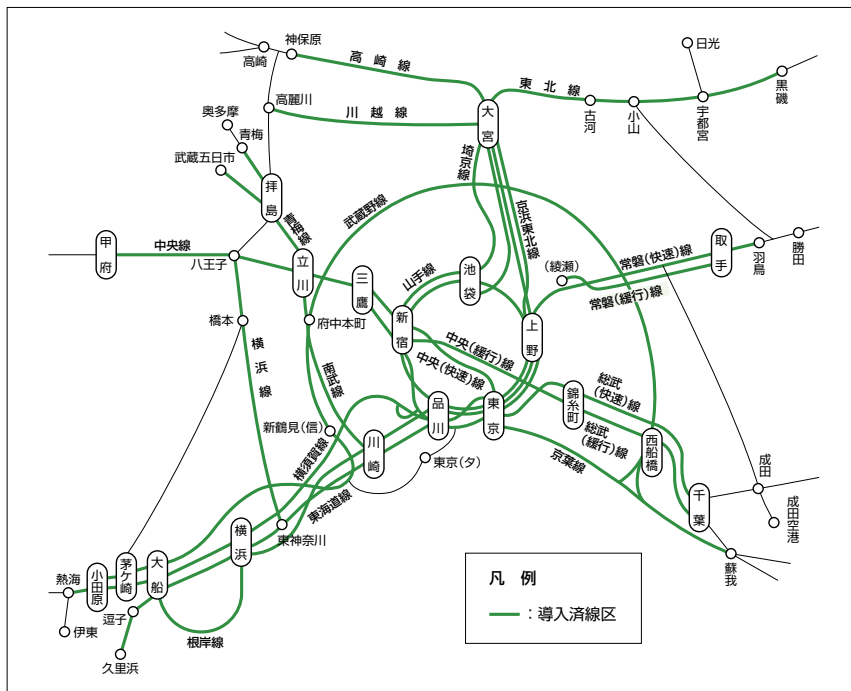 神保原
高崎
高崎線
日光
黒磯
東北線
奥多摩
高麗川
川越線
大宮
古河
小山
宇都宮
青梅
武蔵五日市
埼京線
拝島
武蔵野線
京浜東北線
青梅線
甲府
中央線
八王子
立川
三鷹
山手線
池袋
(綾瀬)
常磐(快速)線
取手
羽鳥
勝田
常磐(緩行)線
橋本
府中本町
新宿
上野
中央(緩行)線
横浜線
南武線
中央(快速)線
総武
(快速)線
品川
東京
錦糸町
新鶴見(信)
川崎
横須賀線
東京(タ)
総武
(緩行)線
西船橋
京葉線
東海道線
千葉
成田
成田空港
横浜
東神奈川
蘇我
熱海
小田原
茅ケ崎
大船
逗子
伊東
根岸線
久里浜
凡 例
:導入済線区